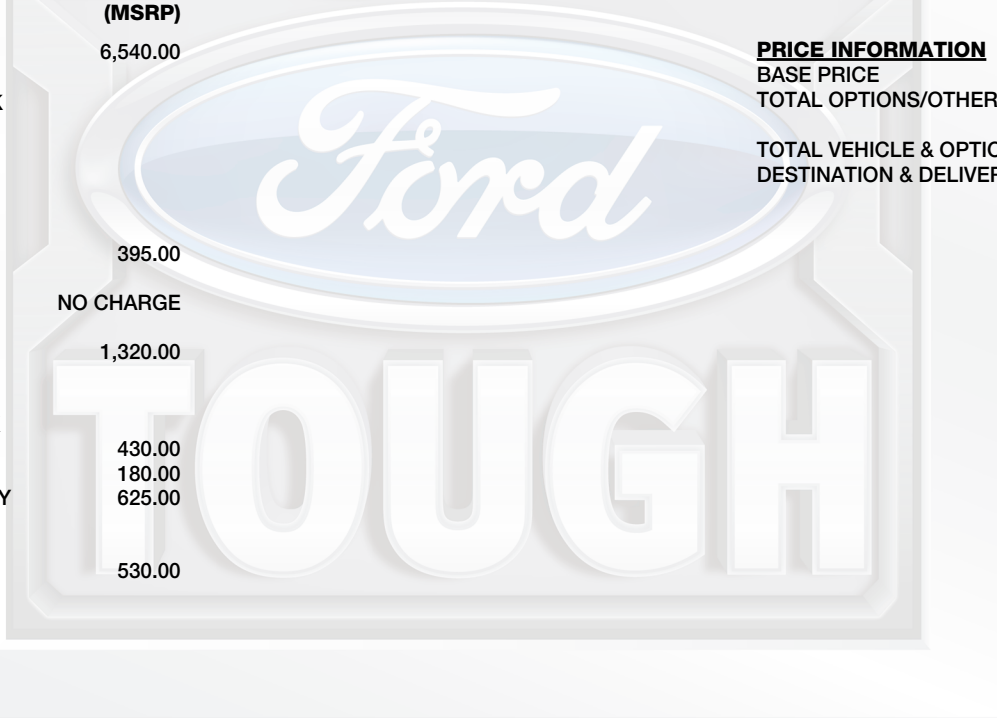 (MSRP)
6,540.00
395.00
NO CHARGE
1,320.00
430.00
180.00
Y 625.00
530.00
PRICE INFORMATION
BASE PRICE
TOTAL OPTIONS/OTHER
TOTAL VEHICLE & OPTIO
DESTINATION & DELIVER
Ford
TOUGH